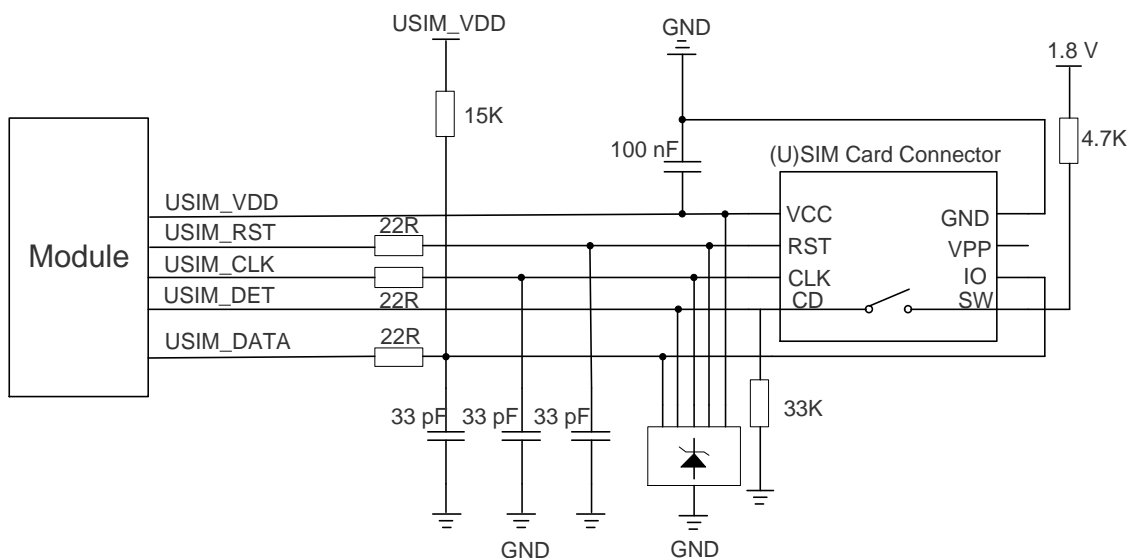 USIM_VDD
GND
1.8 V
15K
4.7K
100 nF
(U)SIM Card Connector
Module
USIM_VDD
USIM_RST
22R
USIM_CLK
USIM_DET
22R
USIM_DATA
22R
VCC
GND
RST
VPP
CLK
IO
CD
SW
33 pF
33 pF
33 pF
33K
GND
GND